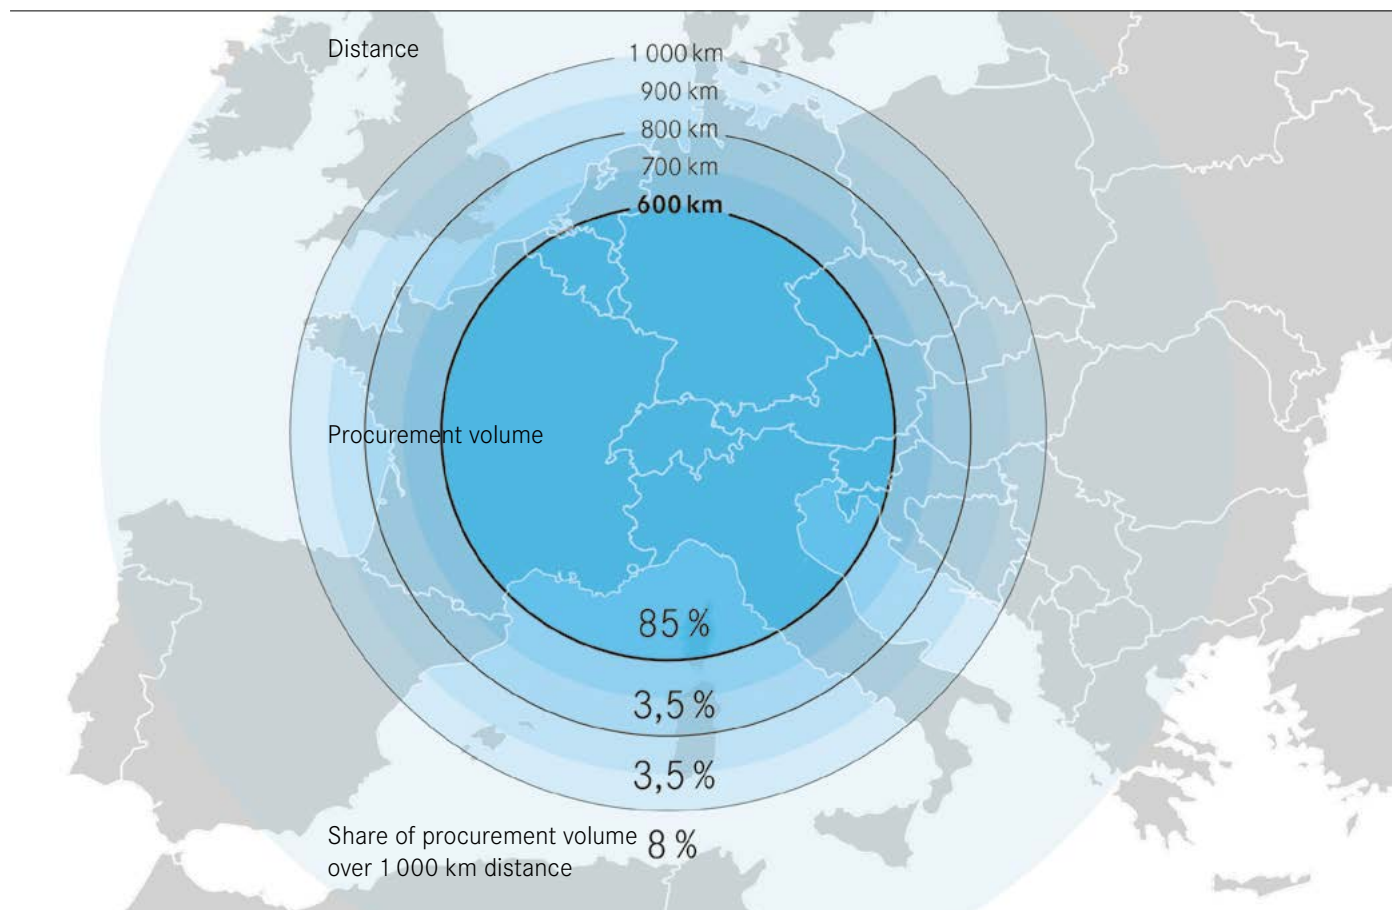 Distance
1 000 km
900 km
800 km
700 km
600 km
Procurement volume
85 %
3,5 %
3,5 %
Share of procurement volume
over 1 000 km distance
8 %